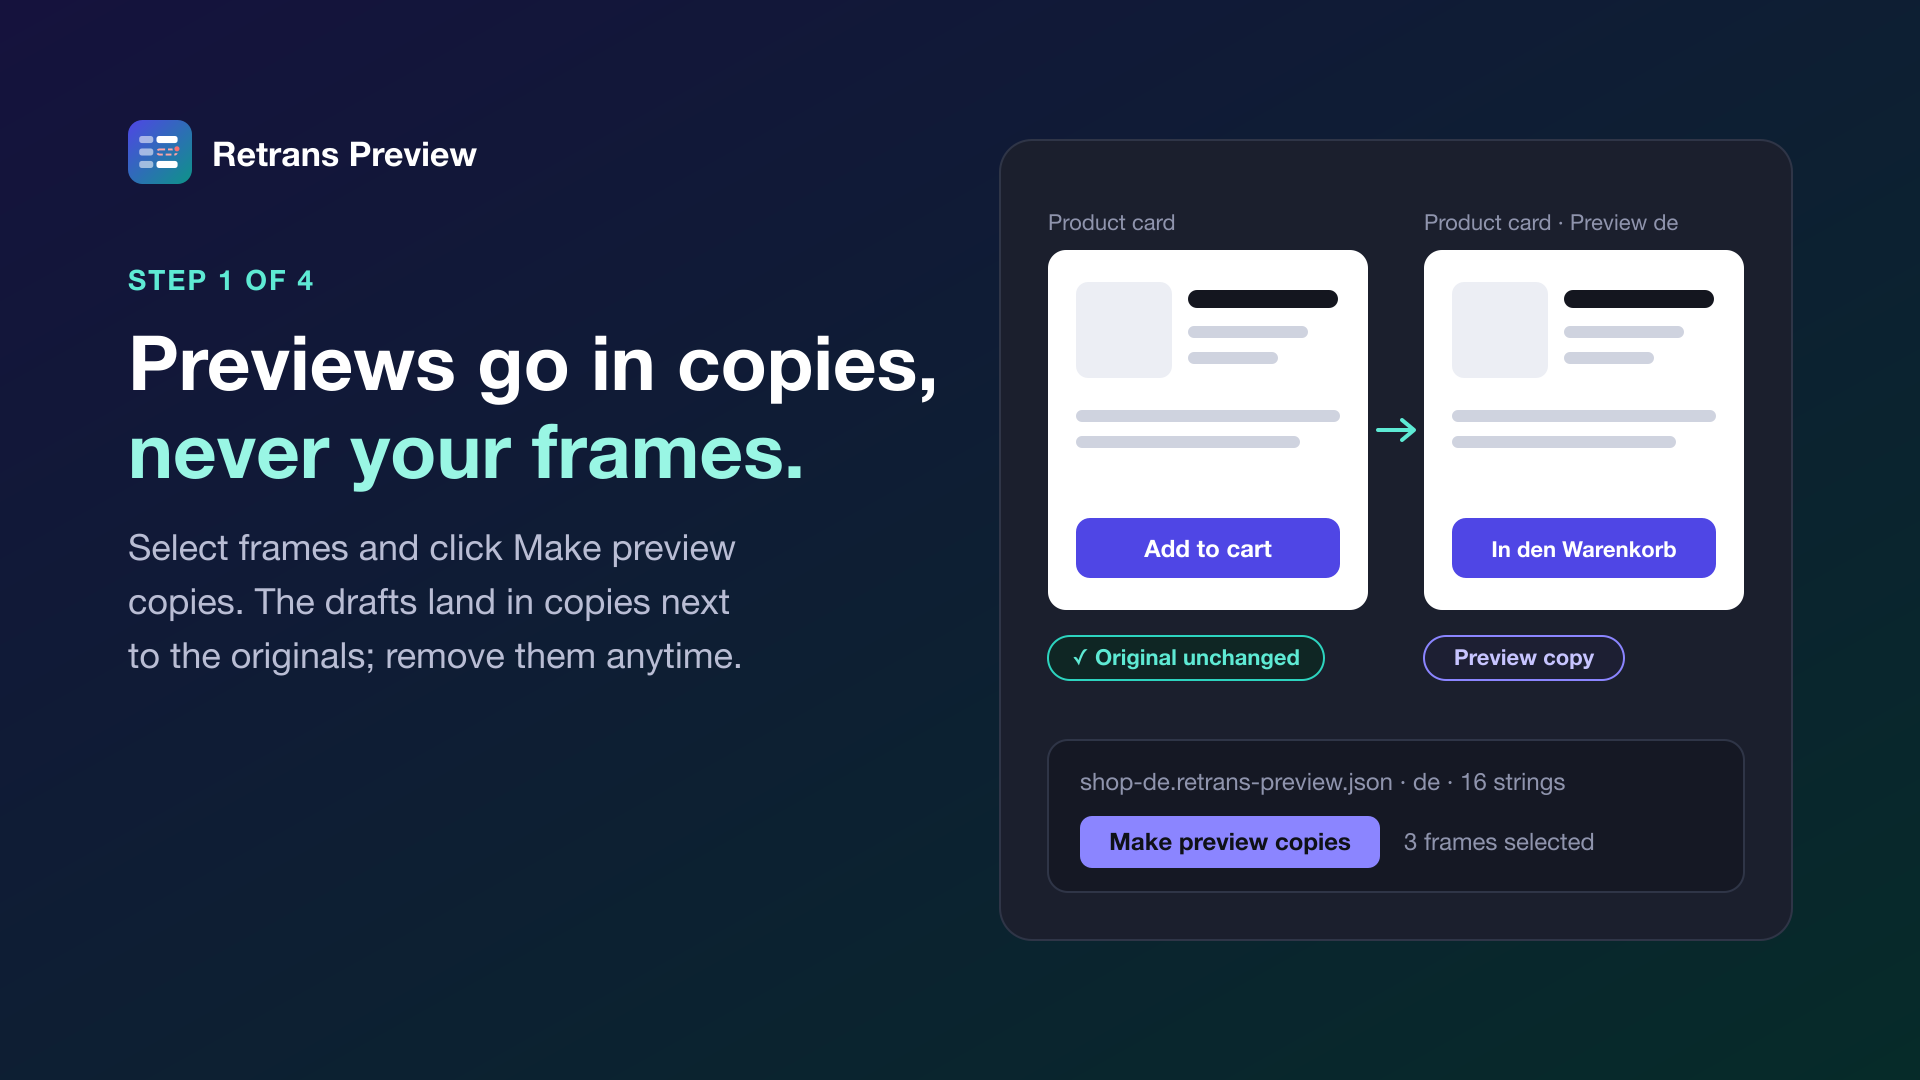 Retrans Preview
STEP 1 OF 4
Previews go in copies,
never your frames.
Select frames and click Make preview
copies. The drafts land in copies next
to the originals; remove them anytime.
Product card
Add to cart
✓ Original unchanged
Product card · Preview de
In den Warenkorb
Preview copy
shop-de.retrans-preview.json · de · 16 strings
Make preview copies
3 frames selected